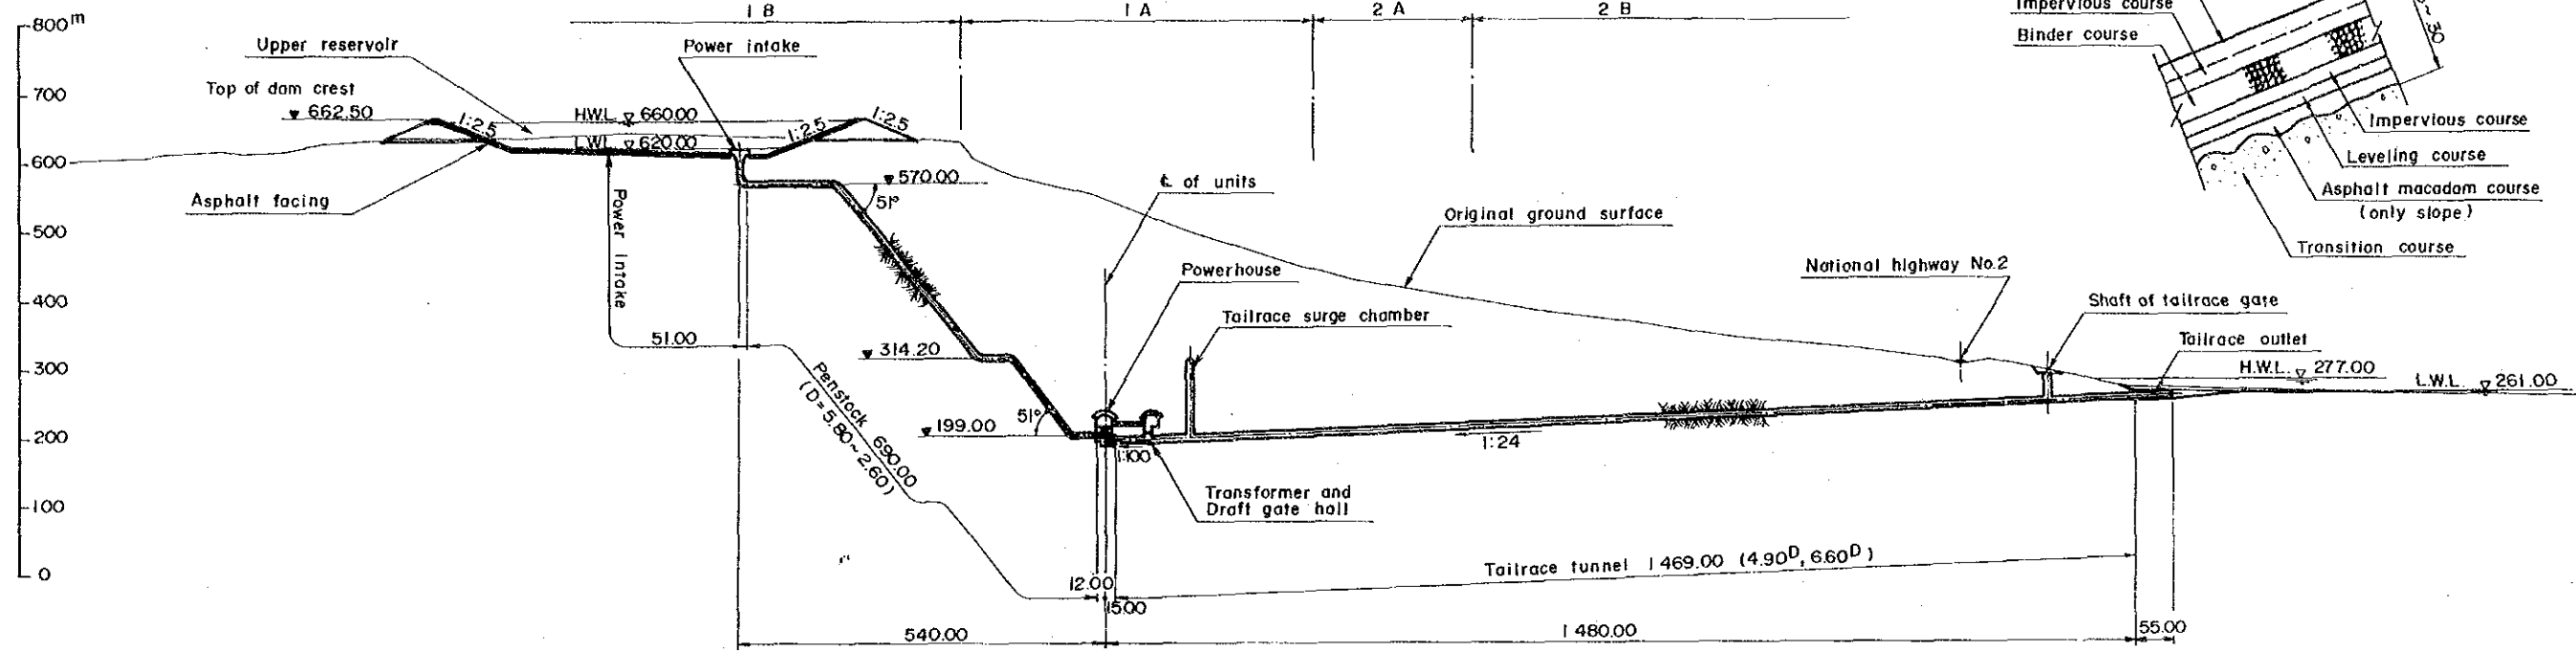 1 B
1 A
2 A
2 B
800m
700
600
500
400
300
200
100
0
Upper reservoir
Power intake
Top of dam crest
662.50
1:2.5
H.W.L. 660.00
1:2.5
1:2.5
L.W.L. 620.00
Asphalt facing
Power intake
570.00
51°
¢ of units
Original ground surface
51.00
314.20
Penstock 690.00
(D=5.80~2.60)
Powerhouse
Tailrace surge chamber
National highway No.2
Shaft of tailrace gate
Tailrace outlet
H.W.L. 277.00
L.W.L. 261.00
199.00
51°
1:100
1:24
Transformer and
Draft gate hall
Tailrace tunnel 1 469.00 (4.90D, 6.60D)
12.00
15.00
540.00
1 480.00
55.00
Impervious course
Binder course
~30
Impervious course
Leveling course
Asphalt macadam course
(only slope)
Transition course